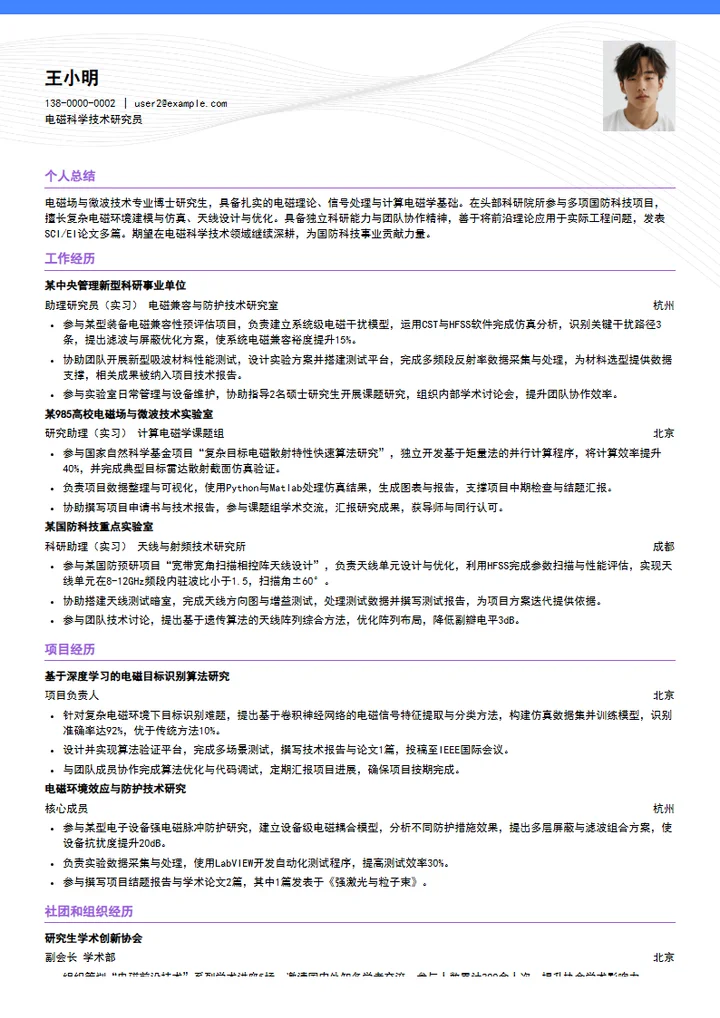 王小明
138-0000-0002 | user2@example.com
电磁科学技术研究员
个人总结
电磁场与微波技术专业博士研究生，具备扎实的电磁理论、信号处理与计算电磁学基础。在头部科研院所参与多项国防科技项目，
擅长复杂电磁环境建模与仿真、天线设计与优化。具备独立科研能力与团队协作精神，善于将前沿理论应用于实际工程问题，发表
SCI/EI论文多篇。期望在电磁科学技术领域继续深耕，为国防科技事业贡献力量。
工作经历
某中央管理新型科研事业单位
助理研究员（实习） 电磁兼容与防护技术研究室 杭州
• 参与某型装备电磁兼容性预评估项目，负责建立系统级电磁干扰模型，运用CST与HFSS软件完成仿真分析，识别关键干扰路径3
条，提出滤波与屏蔽优化方案，使系统电磁兼容裕度提升15%。
• 协助团队开展新型吸波材料性能测试，设计实验方案并搭建测试平台，完成多频段反射率数据采集与处理，为材料选型提供数据
支撑，相关成果被纳入项目技术报告。
• 参与实验室日常管理与设备维护，协助指导2名硕士研究生开展课题研究，组织内部学术讨论会，提升团队协作效率。
某985高校电磁场与微波技术实验室
研究助理（实习） 计算电磁学课题组 北京
• 参与国家自然科学基金项目“复杂目标电磁散射特性快速算法研究”，独立开发基于矩量法的并行计算程序，将计算效率提升
40%，并完成典型目标雷达散射截面仿真验证。
• 负责项目数据整理与可视化，使用Python与Matlab处理仿真结果，生成图表与报告，支撑项目中期检查与结题汇报。
• 协助撰写项目申请书与技术报告，参与课题组学术交流，汇报研究成果，获导师与同行认可。
某国防科技重点实验室
科研助理（实习） 天线与射频技术研究所 成都
• 参与某国防预研项目“宽带宽角扫描相控阵天线设计”，负责天线单元设计与优化，利用HFSS完成参数扫描与性能评估，实现天
线单元在8-12GHz频段内驻波比小于1.5，扫描角±60°。
• 协助搭建天线测试暗室，完成天线方向图与增益测试，处理测试数据并撰写测试报告，为项目方案迭代提供依据。
• 参与团队技术讨论，提出基于遗传算法的天线阵列综合方法，优化阵列布局，降低副瓣电平3dB。
项目经历
基于深度学习的电磁目标识别算法研究
项目负责人 北京
• 针对复杂电磁环境下目标识别难题，提出基于卷积神经网络的电磁信号特征提取与分类方法，构建仿真数据集并训练模型，识别
准确率达92%，优于传统方法10%。
• 设计并实现算法验证平台，完成多场景测试，撰写技术报告与论文1篇，投稿至IEEE国际会议。
• 与团队成员协作完成算法优化与代码调试，定期汇报项目进展，确保项目按期完成。
电磁环境效应与防护技术研究
核心成员 杭州
• 参与某型电子设备强电磁脉冲防护研究，建立设备级电磁耦合模型，分析不同防护措施效果，提出多层屏蔽与滤波组合方案，使
设备抗扰度提升20dB。
• 负责实验数据采集与处理，使用LabVIEW开发自动化测试程序，提高测试效率30%。
• 参与撰写项目结题报告与学术论文2篇，其中1篇发表于《强激光与粒子束》。
社团和组织经历
研究生学术创新协会
副会长 学术部 北京